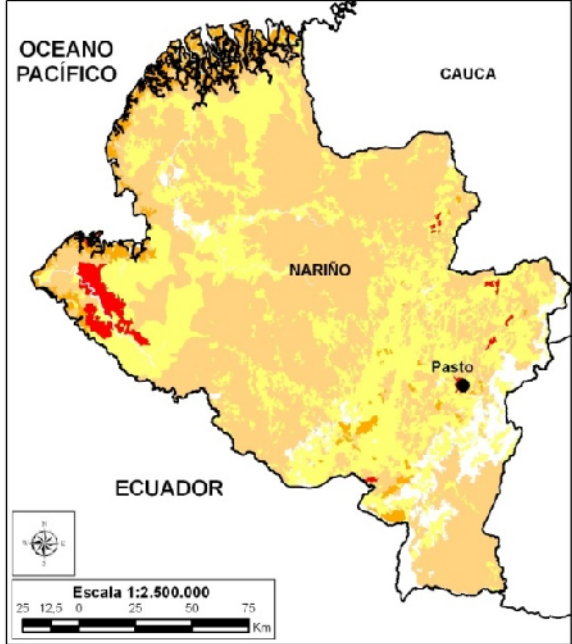 OCEANO
PACÍFICO
CAUCA
NARIÑO
Pasto
ECUADOR
N
S
E
Escala 1:2.500.000
25 12,5 0 25 50 75
Km